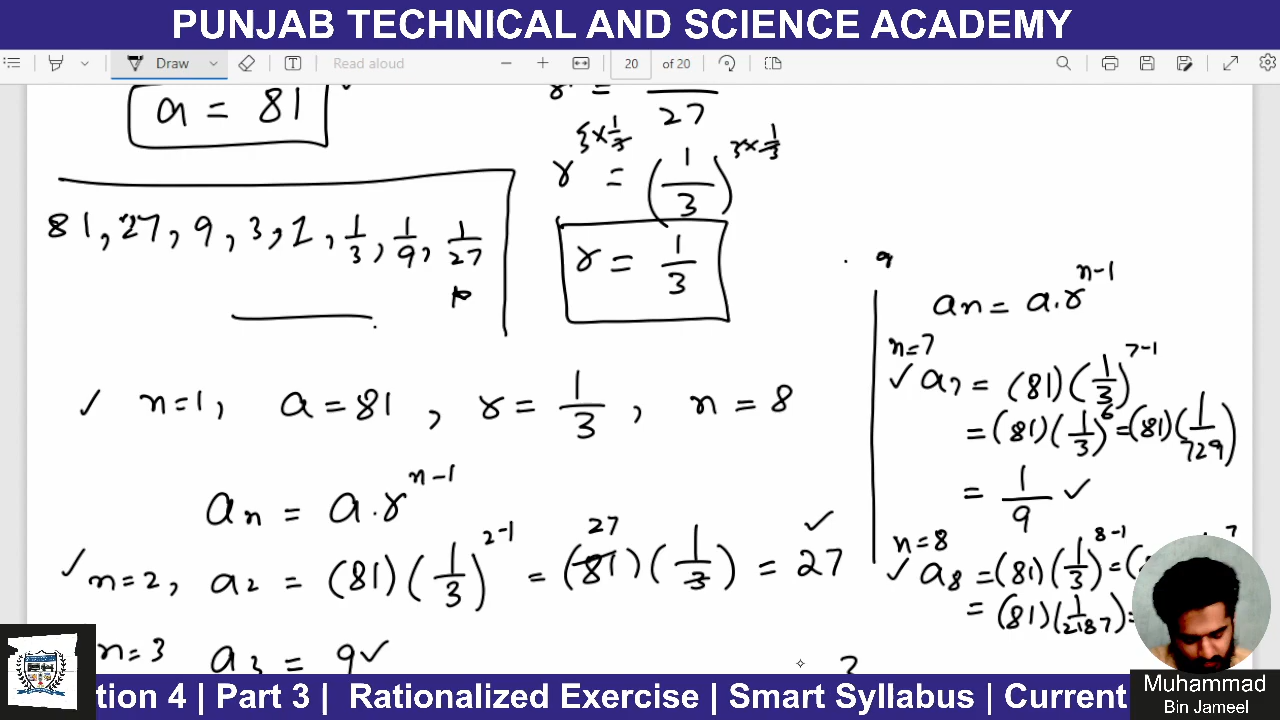 PUNJAB TECHNICAL AND SCIENCE ACADEMY
Draw
Read aloud
20 of 20
a = 81
27
r^(3×1/3) = (1/3)^(3×1/3)
r = 1/3
81, 27, 9, 3, 1, 1/3, 1/9, 1/27
n=1, a=81, r = 1/3, n=8
an = a.r^(n-1)
n=2, a2 = (81)(1/3)^(2-1) = (81)(1/3) = 27
27
n=3 a3 = 9
an = a.r^(n-1)
n=7
a7 = (81)(1/3)^(7-1)
= (81)(1/3)^6 = (81)(1/729)
= 1/9
n=8
a8 = (81)(1/3)^(8-1) = (
7
= (81)(1/2187) =
tion 4 | Part 3 | Rationalized Exercise | Smart Syllabus | Current
Muhammad
Bin Jameel